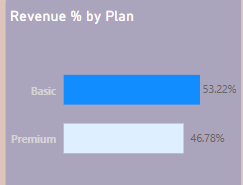 Revenue % by Plan
Basic 53.22%
Premium 46.78%